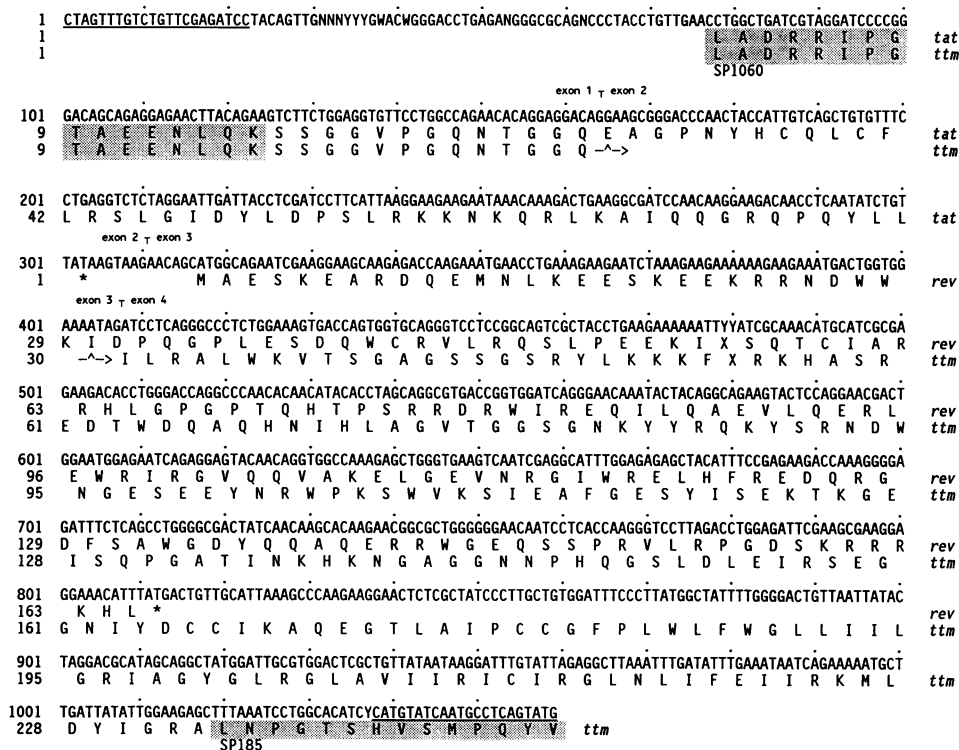 1 CTAGTTTGTCTGTTCGAGATCCTACAGTTGNNNYYYGWACWGGGACCTGAGANGGGCGCAGNCCCTACCTGTTGAACCTGGCTGATCGTAGGATCCCCGG
1 L A D R R I P G tat
1 L A D R R I P G ttm
SP1060
exon 1 ┬ exon 2
101 GACAGCAGAGGAGAACTTACAGAAGTCTTCTGGAGGTGTTCCTGGCCAGAACACAGGAGGACAGGAAGCGGGACCCAACTACCATTGTCAGCTGTGTTTC
9 T A E E N L Q K S S G G V P G Q N T G G Q E A G P N Y H C Q L C F tat
9 T A E E N L Q K S S G G V P G Q N T G G Q –^–> ttm
201 CTGAGGTCTCTAGGAATTGATTACCTCGATCCTTCATTAAGGAAGAAGAATAAACAAAGACTGAAGGCGATCCAACAAGGAAGACAACCTCAATATCTGT
42 L R S L G I D Y L D P S L R K K N K Q R L K A I Q Q G R Q P Q Y L L tat
exon 2 ┬ exon 3
301 TATAAGTAAGAACAGCATGGCAGAATCGAAGGAAGCAAGAGACCAAGAAATGAACCTGAAAGAAGAATCTAAAGAAGAAAAAAGAAGAAATGACTGGTGG
1 * M A E S K E A R D Q E M N L K E E S K E E K R R N D W W rev
exon 3 ┬ exon 4
401 AAAATAGATCCTCAGGGCCCTCTGGAAAGTGACCAGTGGTGCAGGGTCCTCCGGCAGTCGCTACCTGAAGAAAAAATTYYATCGCAAACATGCATCGCGA
29 K I D P Q G P L E S D Q W C R V L R Q S L P E E K I X S Q T C I A R rev
30 –^–> I L R A L W K V T S G A G S S G S R Y L K K K F X R K H A S R ttm
501 GAAGACACCTGGGACCAGGCCCAACACAACATACACCTAGCAGGCGTGACCGGTGGATCAGGGAACAAATACTACAGGCAGAAGTACTCCAGGAACGACT
63 R H L G P G P T Q H T P S R R D R W I R E Q I L Q A E V L Q E R L rev
61 E D T W D Q A Q H N I H L A G V T G G S G N K Y Y R Q K Y S R N D W ttm
601 GGAATGGAGAATCAGAGGAGTACAACAGGTGGCCAAAGAGCTGGGTGAAGTCAATCGAGGCATTTGGAGAGAGCTACATTTCCGAGAAGACCAAAGGGGA
96 E W R I R G V Q Q V A K E L G E V N R G I W R E L H F R E D Q R G rev
95 N G E S E E Y N R W P K S W V K S I E A F G E S Y I S E K T K G E ttm
701 GATTTCTCAGCCTGGGGCGACTATCAACAAGCACAAGAACGGCGCTGGGGGGAACAATCCTCACCAAGGGTCCTTAGACCTGGAGATTCGAAGCGAAGGA
129 D F S A W G D Y Q Q A Q E R R W G E Q S S P R V L R P G D S K R R R rev
128 I S Q P G A T I N K H K N G A G G N N P H Q G S L D L E I R S E G ttm
801 GGAAACATTTATGACTGTTGCATTAAAGCCCAAGAAGGAACTCTCGCTATCCCTTGCTGTGGATTTCCCTTATGGCTATTTTGGGGACTGTTAATTATAC
163 K H L * rev
161 G N I Y D C C I K A Q E G T L A I P C C G F P L W L F W G L L I I L ttm
901 TAGGACGCATAGCAGGCTATGGATTGCGTGGACTCGCTGTTATAATAAGGATTTGTATTAGAGGCTTAAATTTGATATTTGAAATAATCAGAAAAATGCT
195 G R I A G Y G L R G L A V I I R I C I R G L N L I F E I I R K M L ttm
1001 TGATTATATTGGAAGAGCTTTAAATCCTGGCACATCYCATGTATCAATGCCTCAGTATG
228 D Y I G R A L N P G T S H V S M P Q Y V ttm
SP185